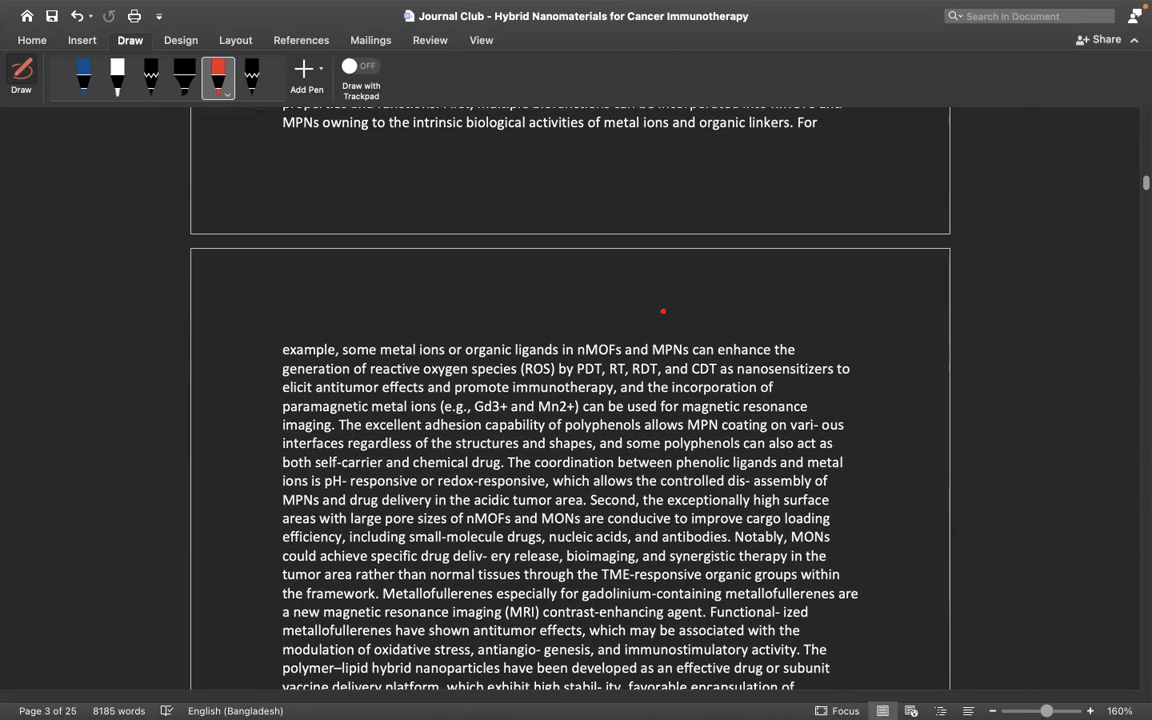 Journal Club - Hybrid Nanomaterials for Cancer Immunotherapy
Search in Document
Home Insert Draw Design Layout References Mailings Review View
Share
Draw
Add Pen
OFF
Draw with
Trackpad
MPNs owning to the intrinsic biological activities of metal ions and organic linkers. For
example, some metal ions or organic ligands in nMOFs and MPNs can enhance the
generation of reactive oxygen species (ROS) by PDT, RT, RDT, and CDT as nanosensitizers to
elicit antitumor effects and promote immunotherapy, and the incorporation of
paramagnetic metal ions (e.g., Gd3+ and Mn2+) can be used for magnetic resonance
imaging. The excellent adhesion capability of polyphenols allows MPN coating on vari- ous
interfaces regardless of the structures and shapes, and some polyphenols can also act as
both self-carrier and chemical drug. The coordination between phenolic ligands and metal
ions is pH- responsive or redox-responsive, which allows the controlled dis- assembly of
MPNs and drug delivery in the acidic tumor area. Second, the exceptionally high surface
areas with large pore sizes of nMOFs and MONs are conducive to improve cargo loading
efficiency, including small-molecule drugs, nucleic acids, and antibodies. Notably, MONs
could achieve specific drug deliv- ery release, bioimaging, and synergistic therapy in the
tumor area rather than normal tissues through the TME-responsive organic groups within
the framework. Metallofullerenes especially for gadolinium-containing metallofullerenes are
a new magnetic resonance imaging (MRI) contrast-enhancing agent. Functional- ized
metallofullerenes have shown antitumor effects, which may be associated with the
modulation of oxidative stress, antiangio- genesis, and immunostimulatory activity. The
polymer–lipid hybrid nanoparticles have been developed as an effective drug or subunit
vaccine delivery platform, which exhibit high stabil- ity, favorable encapsulation of
Page 3 of 25 8185 words English (Bangladesh) Focus 160%